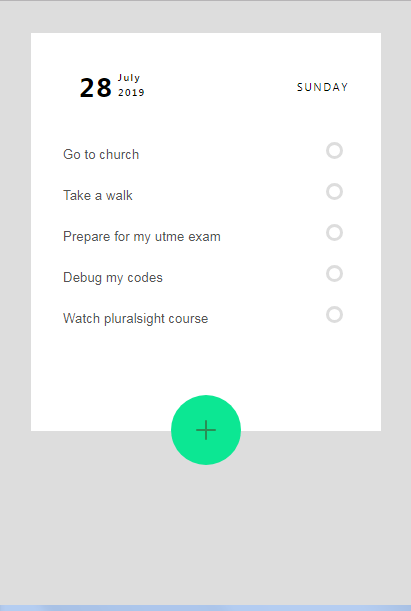 28 July
2019
SUNDAY
Go to church
Take a walk
Prepare for my utme exam
Debug my codes
Watch pluralsight course
+